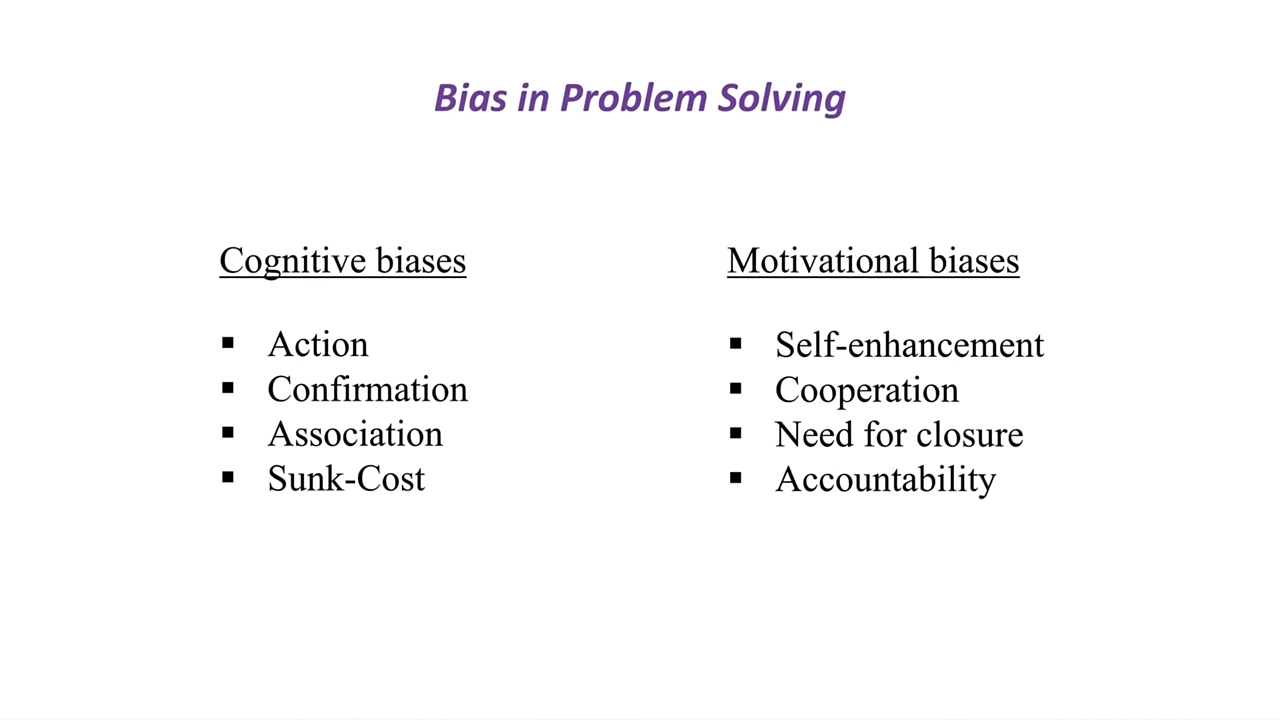 Bias in Problem Solving
Cognitive biases
▪ Action
▪ Confirmation
▪ Association
▪ Sunk-Cost
Motivational biases
▪ Self-enhancement
▪ Cooperation
▪ Need for closure
▪ Accountability